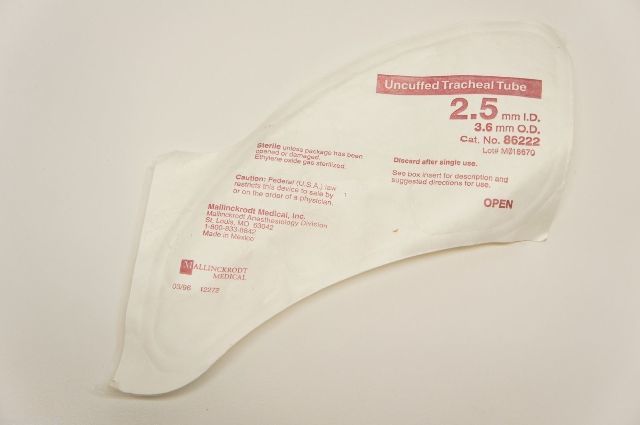 Uncuffed Tracheal Tube
2.5 mm I.D.
3.6 mm O.D.
Cat. No. 86222
Lot# M918670
Discard after single use.
See box insert for description and
suggested directions for use.
OPEN
Sterile unless package has been
opened or damaged.
Ethylene oxide gas sterilized.
Caution: Federal (U.S.A.) law
restricts this device to sale by
or on the order of a physician.
Mallinckrodt Medical, Inc.
Mallinckrodt Anesthesiology Division
St. Louis, MO 63042
1-800-833-8842
Made in Mexico
MALLINCKRODT
MEDICAL
03/96 12272